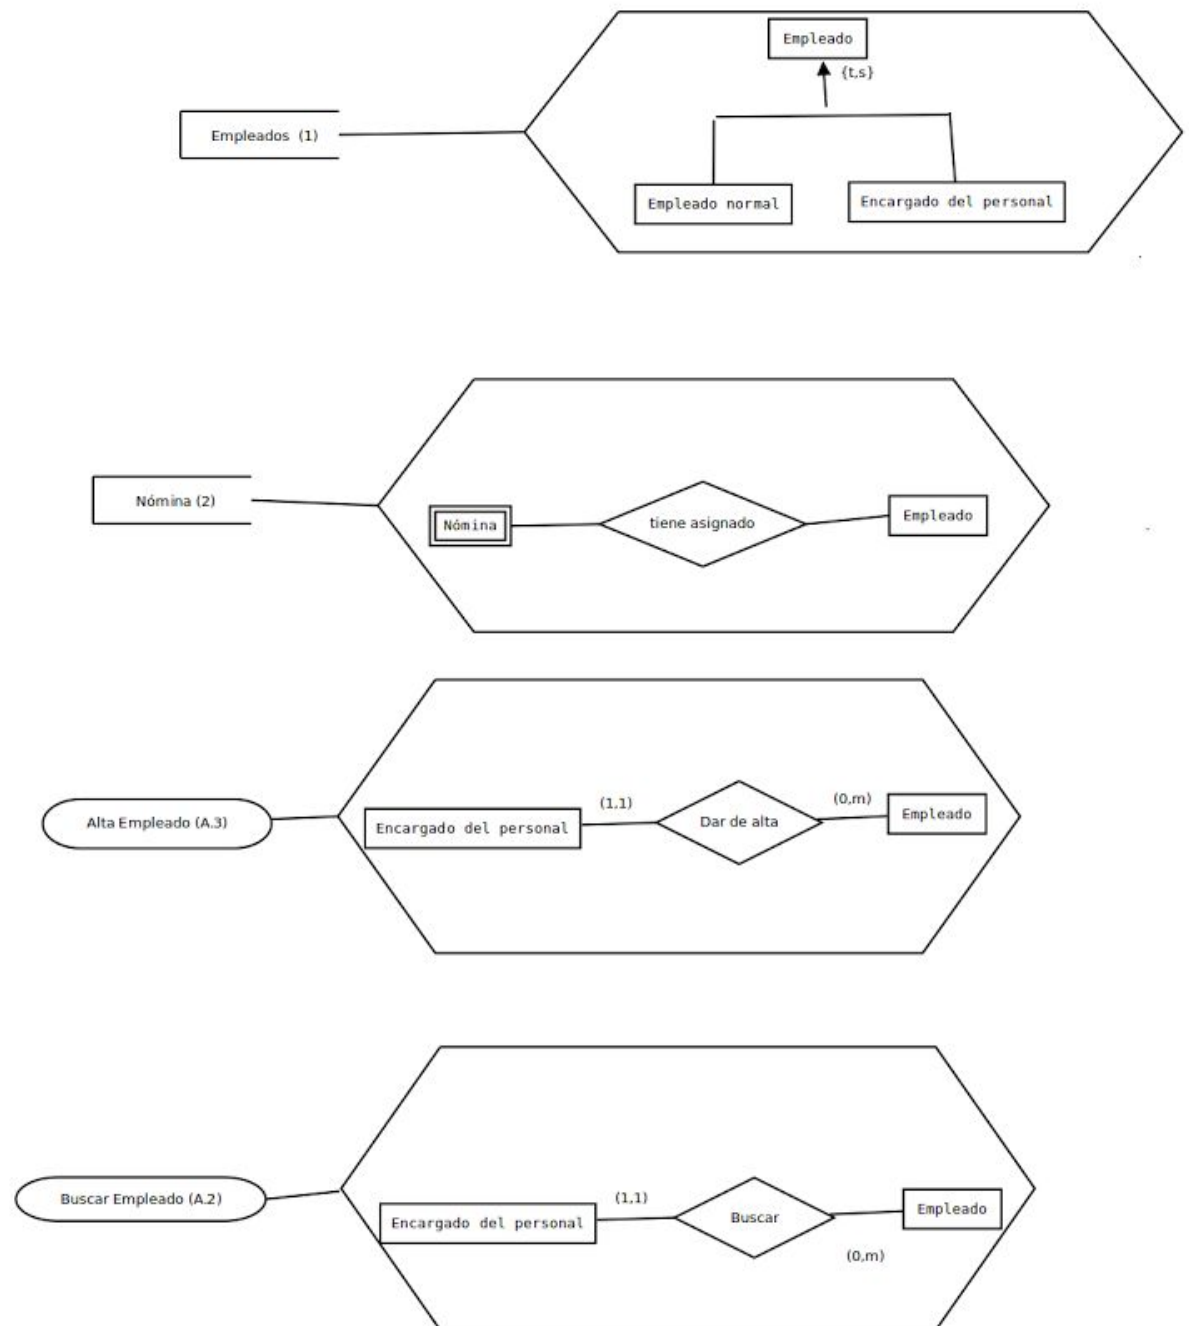 Empleado
{t,s}
Empleados (1)
Empleado normal
Encargado del personal
Nómina (2)
Nómina
tiene asignado
Empleado
Alta Empleado (A.3)
Encargado del personal
(1,1)
Dar de alta
(0,m)
Empleado
Buscar Empleado (A.2)
Encargado del personal
(1,1)
Buscar
Empleado
(0,m)